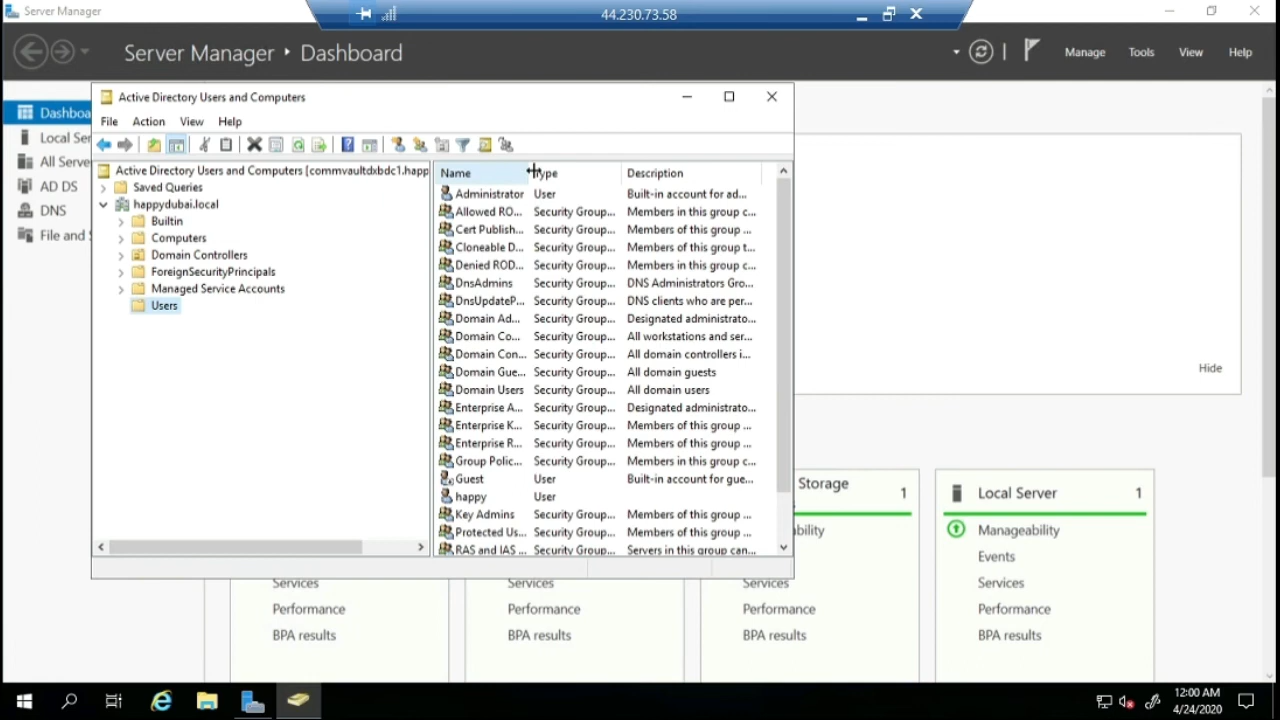 Server Manager
44.230.73.58
Server Manager • Dashboard
Manage Tools View Help
Dashboa
Local Ser
All Serve
AD DS
DNS
File and S
Active Directory Users and Computers
File Action View Help
Active Directory Users and Computers [commvaultdxbdc1.happ
Saved Queries
happydubai.local
Builtin
Computers
Domain Controllers
ForeignSecurityPrincipals
Managed Service Accounts
Users
Name Type Description
Administrator User Built-in account for ad...
Allowed RO... Security Group... Members in this group c...
Cert Publish... Security Group... Members of this group ...
Cloneable D... Security Group... Members of this group t...
Denied ROD... Security Group... Members in this group c...
DnsAdmins Security Group... DNS Administrators Gro...
DnsUpdateP... Security Group... DNS clients who are per...
Domain Ad... Security Group... Designated administrato...
Domain Co... Security Group... All workstations and ser...
Domain Con... Security Group... All domain controllers i...
Domain Gue... Security Group... All domain guests
Domain Users Security Group... All domain users
Enterprise A... Security Group... Designated administrato...
Enterprise K... Security Group... Members of this group ...
Enterprise R... Security Group... Members of this group ...
Group Polic... Security Group... Members in this group c...
Guest User Built-in account for gue...
happy User
Key Admins Security Group... Members of this group ...
Protected Us... Security Group... Members of this group ...
RAS and IAS ... Security Group... Servers in this group can...
Hide
Storage 1
bility
Local Server 1
Manageability
Events
Services
Performance
BPA results
Services
Performance
BPA results
Services
Performance
BPA results
Services
Performance
BPA results
12:00 AM
4/24/2020